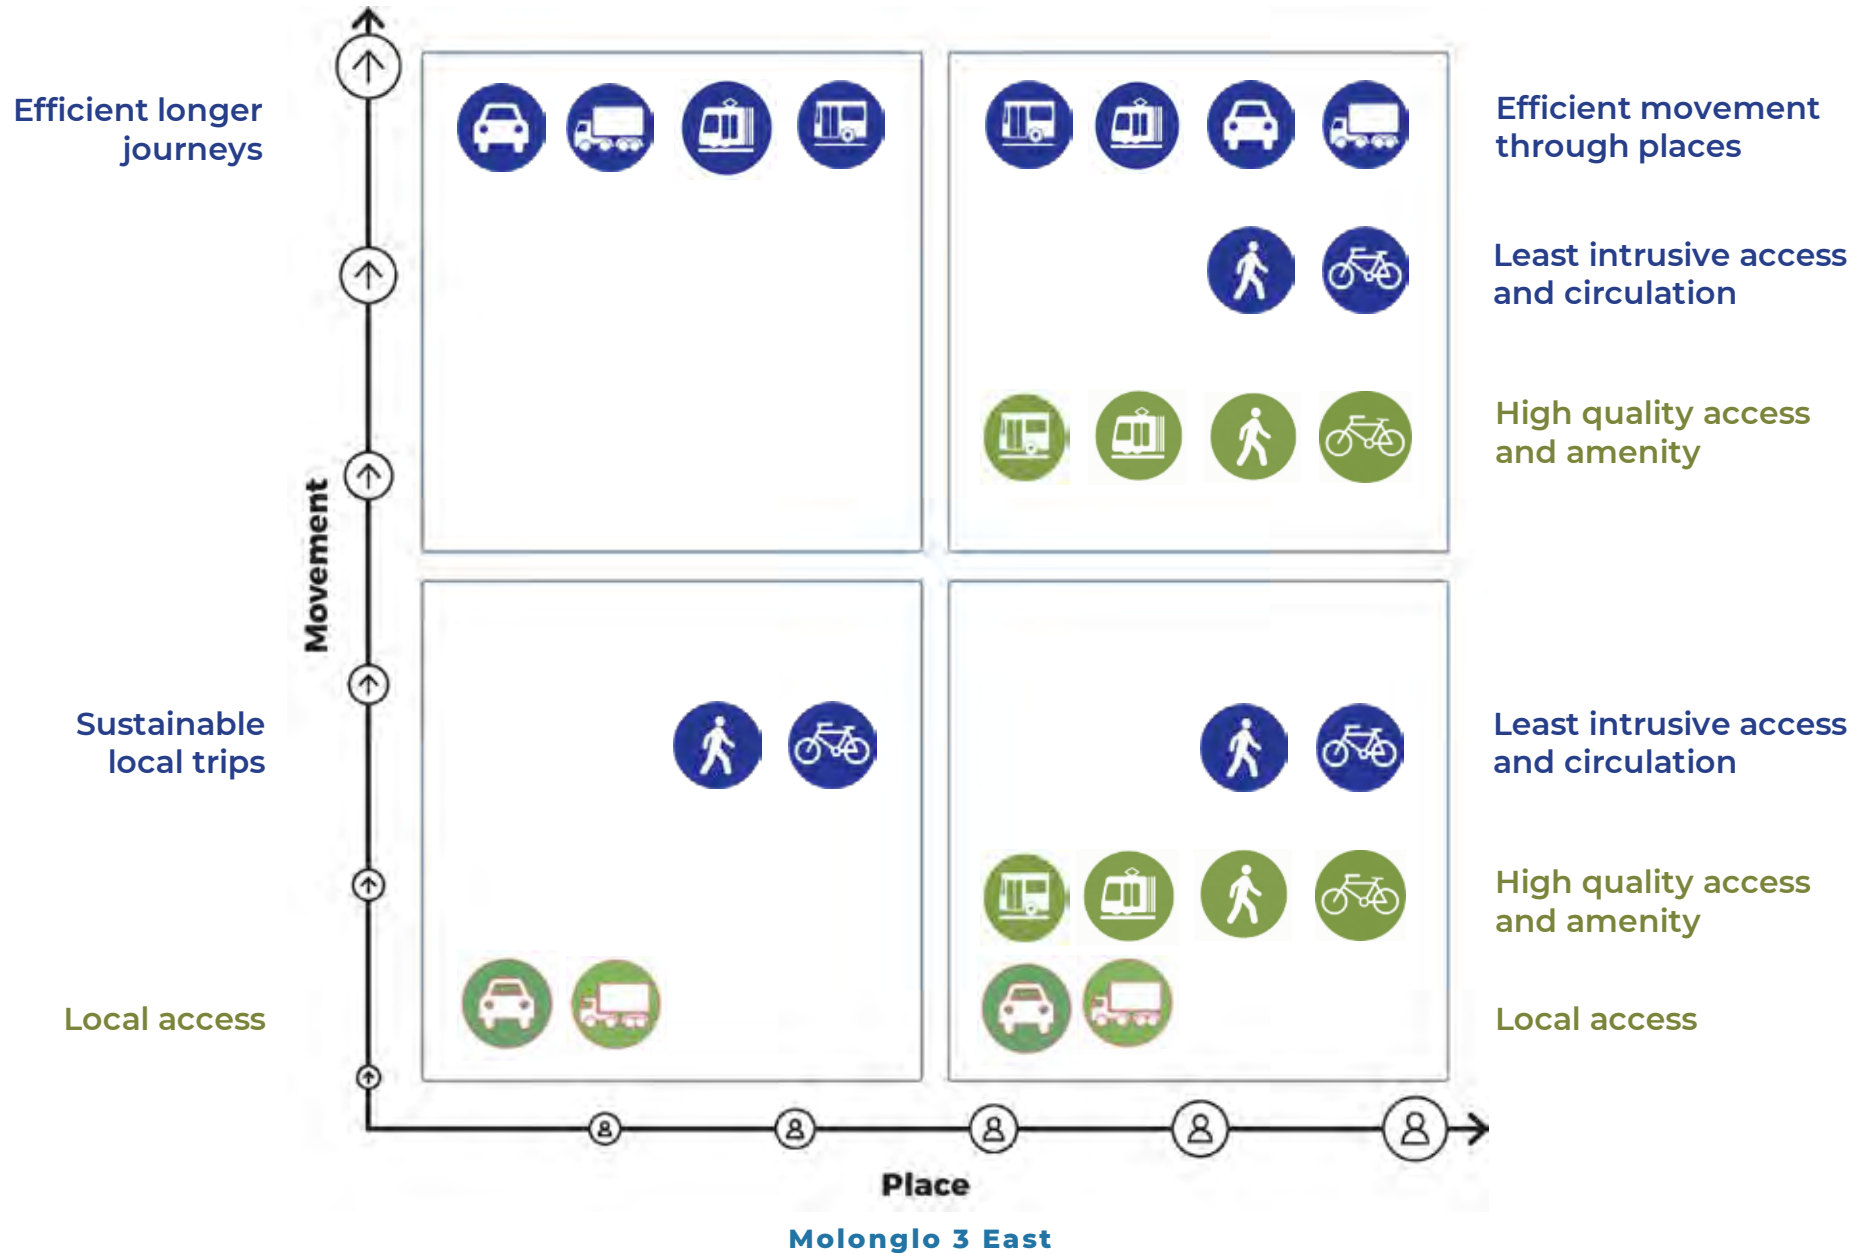 Efficient longer
journeys
Efficient movement
through places
Least intrusive access
and circulation
High quality access
and amenity
Movement
Sustainable
local trips
Least intrusive access
and circulation
High quality access
and amenity
Local access
Local access
Place
Molonglo 3 East